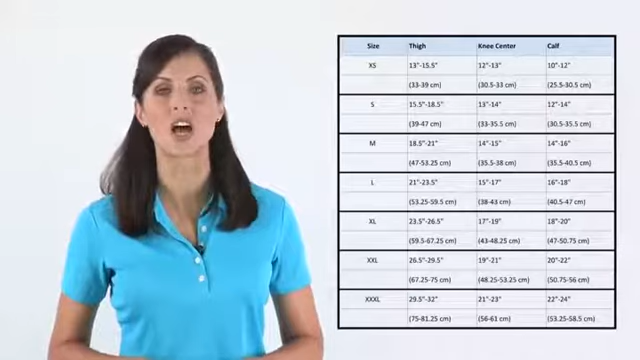 Size Thigh Knee Center Calf
XS 13"-15.5" 12"-13" 10"-12"
(33-39 cm) (30.5-33 cm) (25.5-30.5 cm)
S 15.5"-18.5" 13"-14" 12"-14"
(39-47 cm) (33-35.5 cm) (30.5-35.5 cm)
M 18.5"-21" 14"-15" 14"-16"
(47-53.25 cm) (35.5-38 cm) (35.5-40.5 cm)
L 21"-23.5" 15"-17" 16"-18"
(53.25-59.5 cm) (38-43 cm) (40.5-47 cm)
XL 23.5"-26.5" 17"-19" 18"-20"
(59.5-67.25 cm) (43-48.25 cm) (47-50.75 cm)
XXL 26.5"-29.5" 19"-21" 20"-22"
(67.25-75 cm) (48.25-53.25 cm) (50.75-56 cm)
XXXL 29.5"-32" 21"-23" 22"-24"
(75-81.25 cm) (56-61 cm) (53.25-58.5 cm)